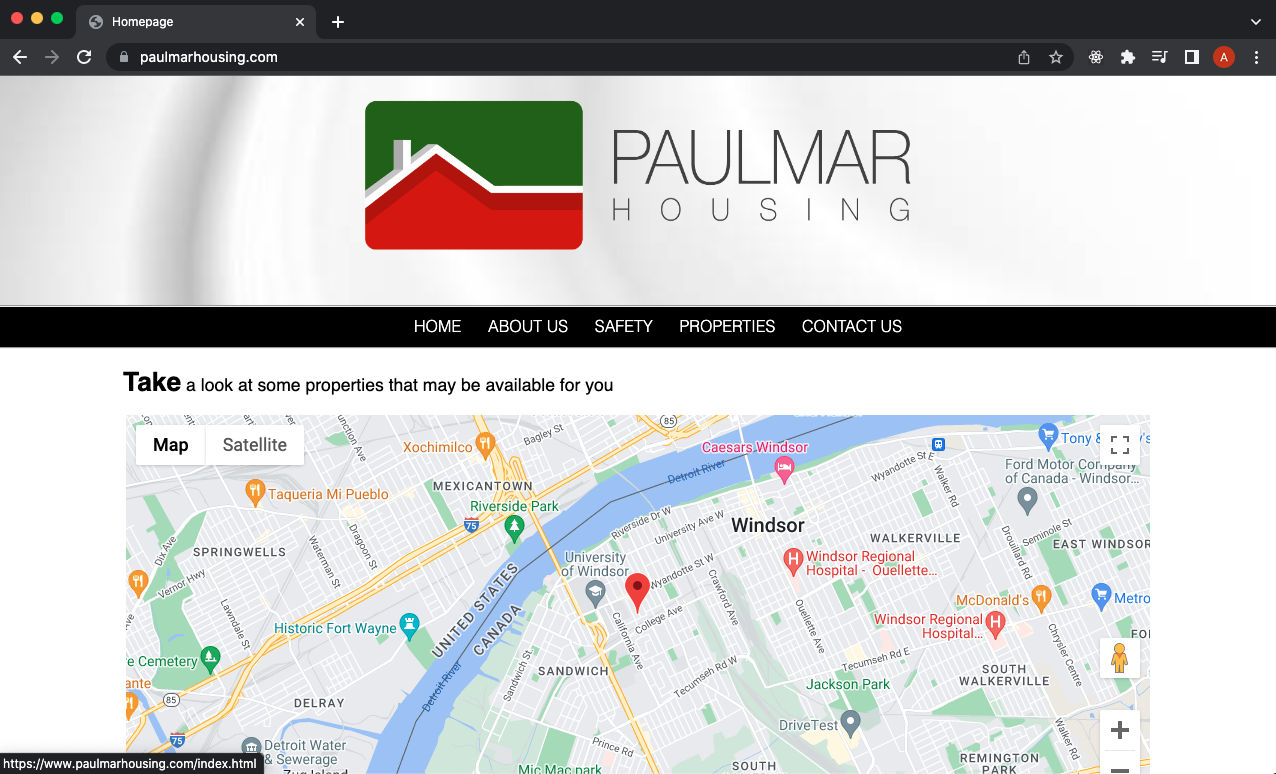 Homepage
paulmarhousing.com
A
PAULMAR
HOUSING
HOME ABOUT US SAFETY PROPERTIES CONTACT US
Take a look at some properties that may be available for you
Map Satellite
85
Bagley St
Junction Ave
Xochimilco
Caesars Windsor
Tony &
Wyandotte St E
Ford Motor Company
of Canada - Windsor...
Detroit River
MEXICANTOWN
Taqueria Mi Pueblo
Riverside Park
Walker Rd
75
Riverside Dr W
University Ave W
Windsor
Drouillard Rd
Seminole St
WALKERVILLE
EAST WINDSOR
Dix Ave
SPRINGWELLS
Waterman St
Dragoon St
University
of Windsor
Wyandotte St W
Windsor Regional
Hospital - Ouellette...
Vernor Hwy
Crawford Ave
McDonald's
Metro
Lawndale St
UNITED STATES
CANADA
California Ave
College Ave
Ouellette Ave
Windsor Regional
Hospital...
Historic Fort Wayne
Chrysler Centre
e Cemetery
SANDWICH
Sandwich St
Tecumseh Rd W
Tecumseh Rd E
Jackson Park
SOUTH
WALKERVILLE
ante
85
DELRAY
Detroit River
DriveTest
75
Detroit Water
& Sewerage
Zug Island
Prince Rd
Mic Mac park
SOUTH
REMINGTON
PARK
https://www.paulmarhousing.com/index.html